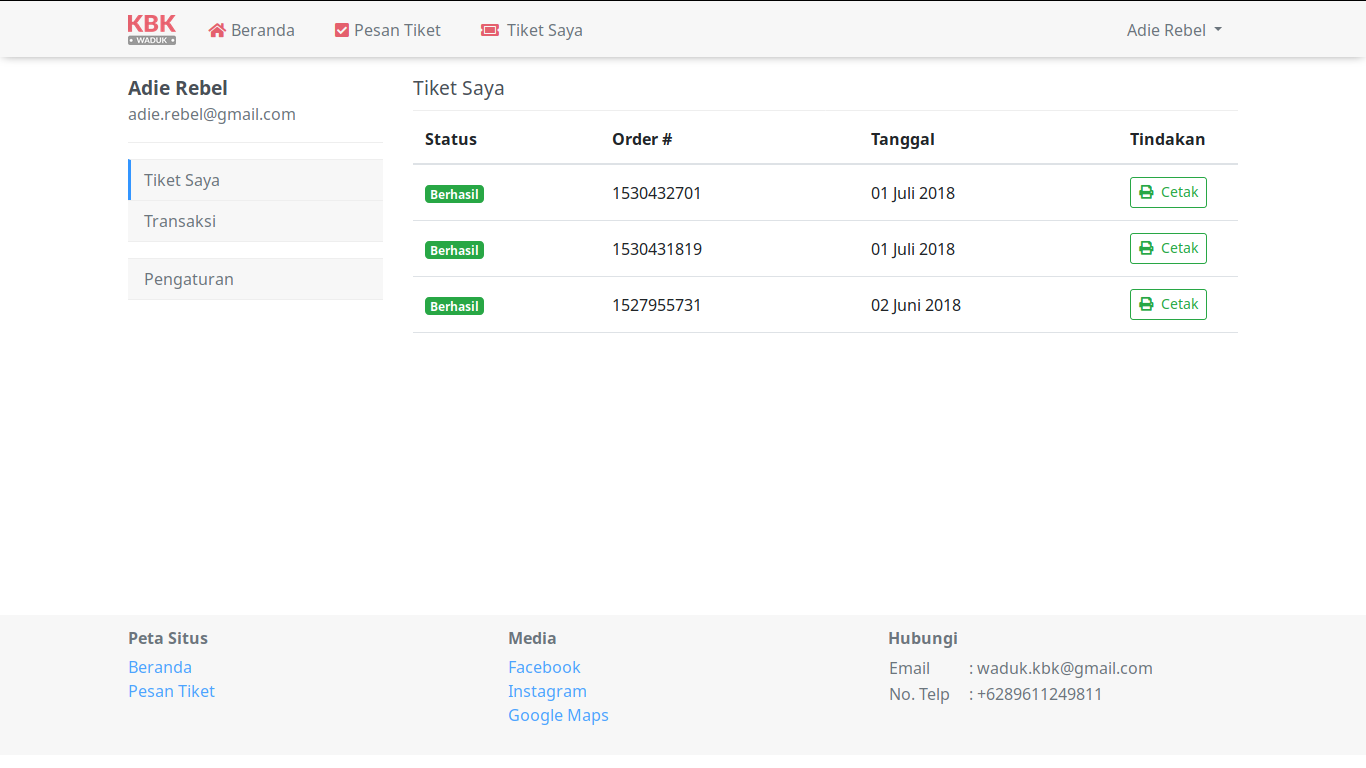 KBK
WADUK
Beranda
Pesan Tiket
Tiket Saya
Adie Rebel
Adie Rebel
adie.rebel@gmail.com
Tiket Saya
Transaksi
Pengaturan
Tiket Saya
Status Order # Tanggal Tindakan
Berhasil 1530432701 01 Juli 2018 Cetak
Berhasil 1530431819 01 Juli 2018 Cetak
Berhasil 1527955731 02 Juni 2018 Cetak
Peta Situs
Beranda
Pesan Tiket
Media
Facebook
Instagram
Google Maps
Hubungi
Email : waduk.kbk@gmail.com
No. Telp : +6289611249811